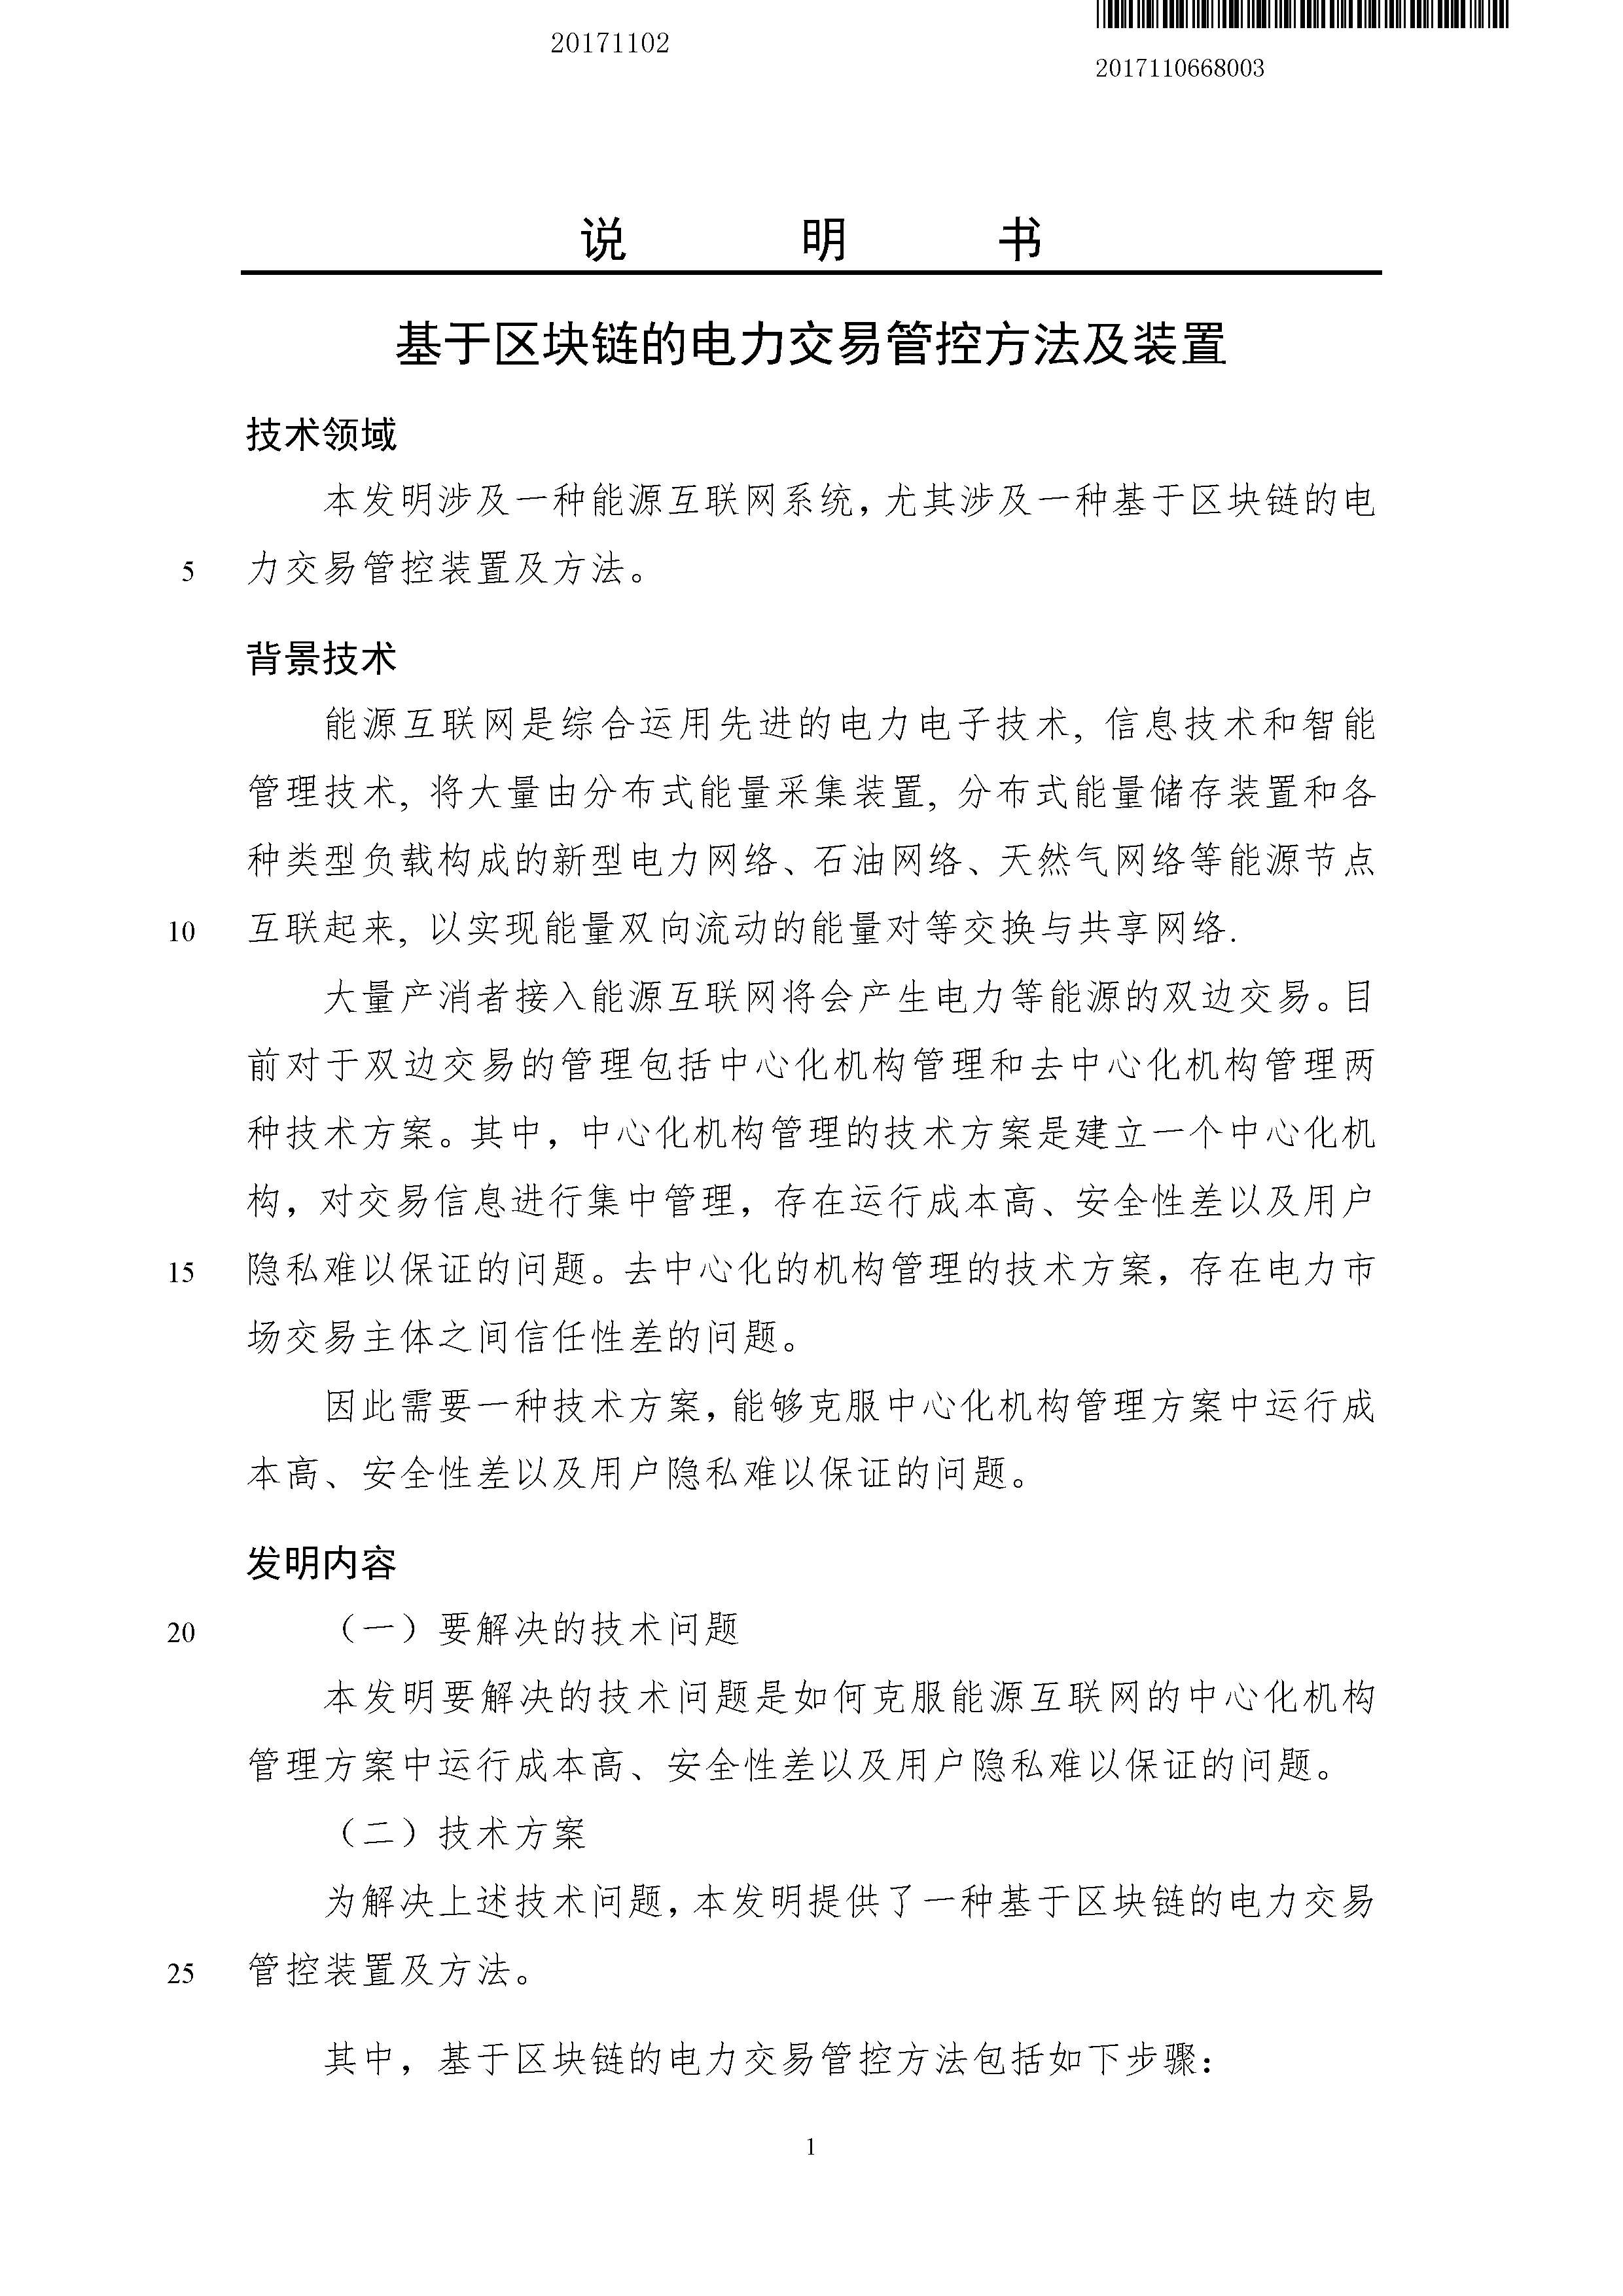 20171102
2017110668003
说 明 书
基于区块链的电力交易管控方法及装置
技术领域
本发明涉及一种能源互联网系统，尤其涉及一种基于区块链的电
5 力交易管控装置及方法。
背景技术
能源互联网是综合运用先进的电力电子技术, 信息技术和智能
管理技术, 将大量由分布式能量采集装置, 分布式能量储存装置和各
种类型负载构成的新型电力网络、石油网络、天然气网络等能源节点
10 互联起来, 以实现能量双向流动的能量对等交换与共享网络.
大量产消者接入能源互联网将会产生电力等能源的双边交易。目
前对于双边交易的管理包括中心化机构管理和去中心化机构管理两
种技术方案。其中，中心化机构管理的技术方案是建立一个中心化机
构，对交易信息进行集中管理，存在运行成本高、安全性差以及用户
15 隐私难以保证的问题。去中心化的机构管理的技术方案，存在电力市
场交易主体之间信任性差的问题。
因此需要一种技术方案，能够克服中心化机构管理方案中运行成
本高、安全性差以及用户隐私难以保证的问题。
发明内容
20 （一）要解决的技术问题
本发明要解决的技术问题是如何克服能源互联网的中心化机构
管理方案中运行成本高、安全性差以及用户隐私难以保证的问题。
（二）技术方案
为解决上述技术问题，本发明提供了一种基于区块链的电力交易
25 管控装置及方法。
其中，基于区块链的电力交易管控方法包括如下步骤：
1